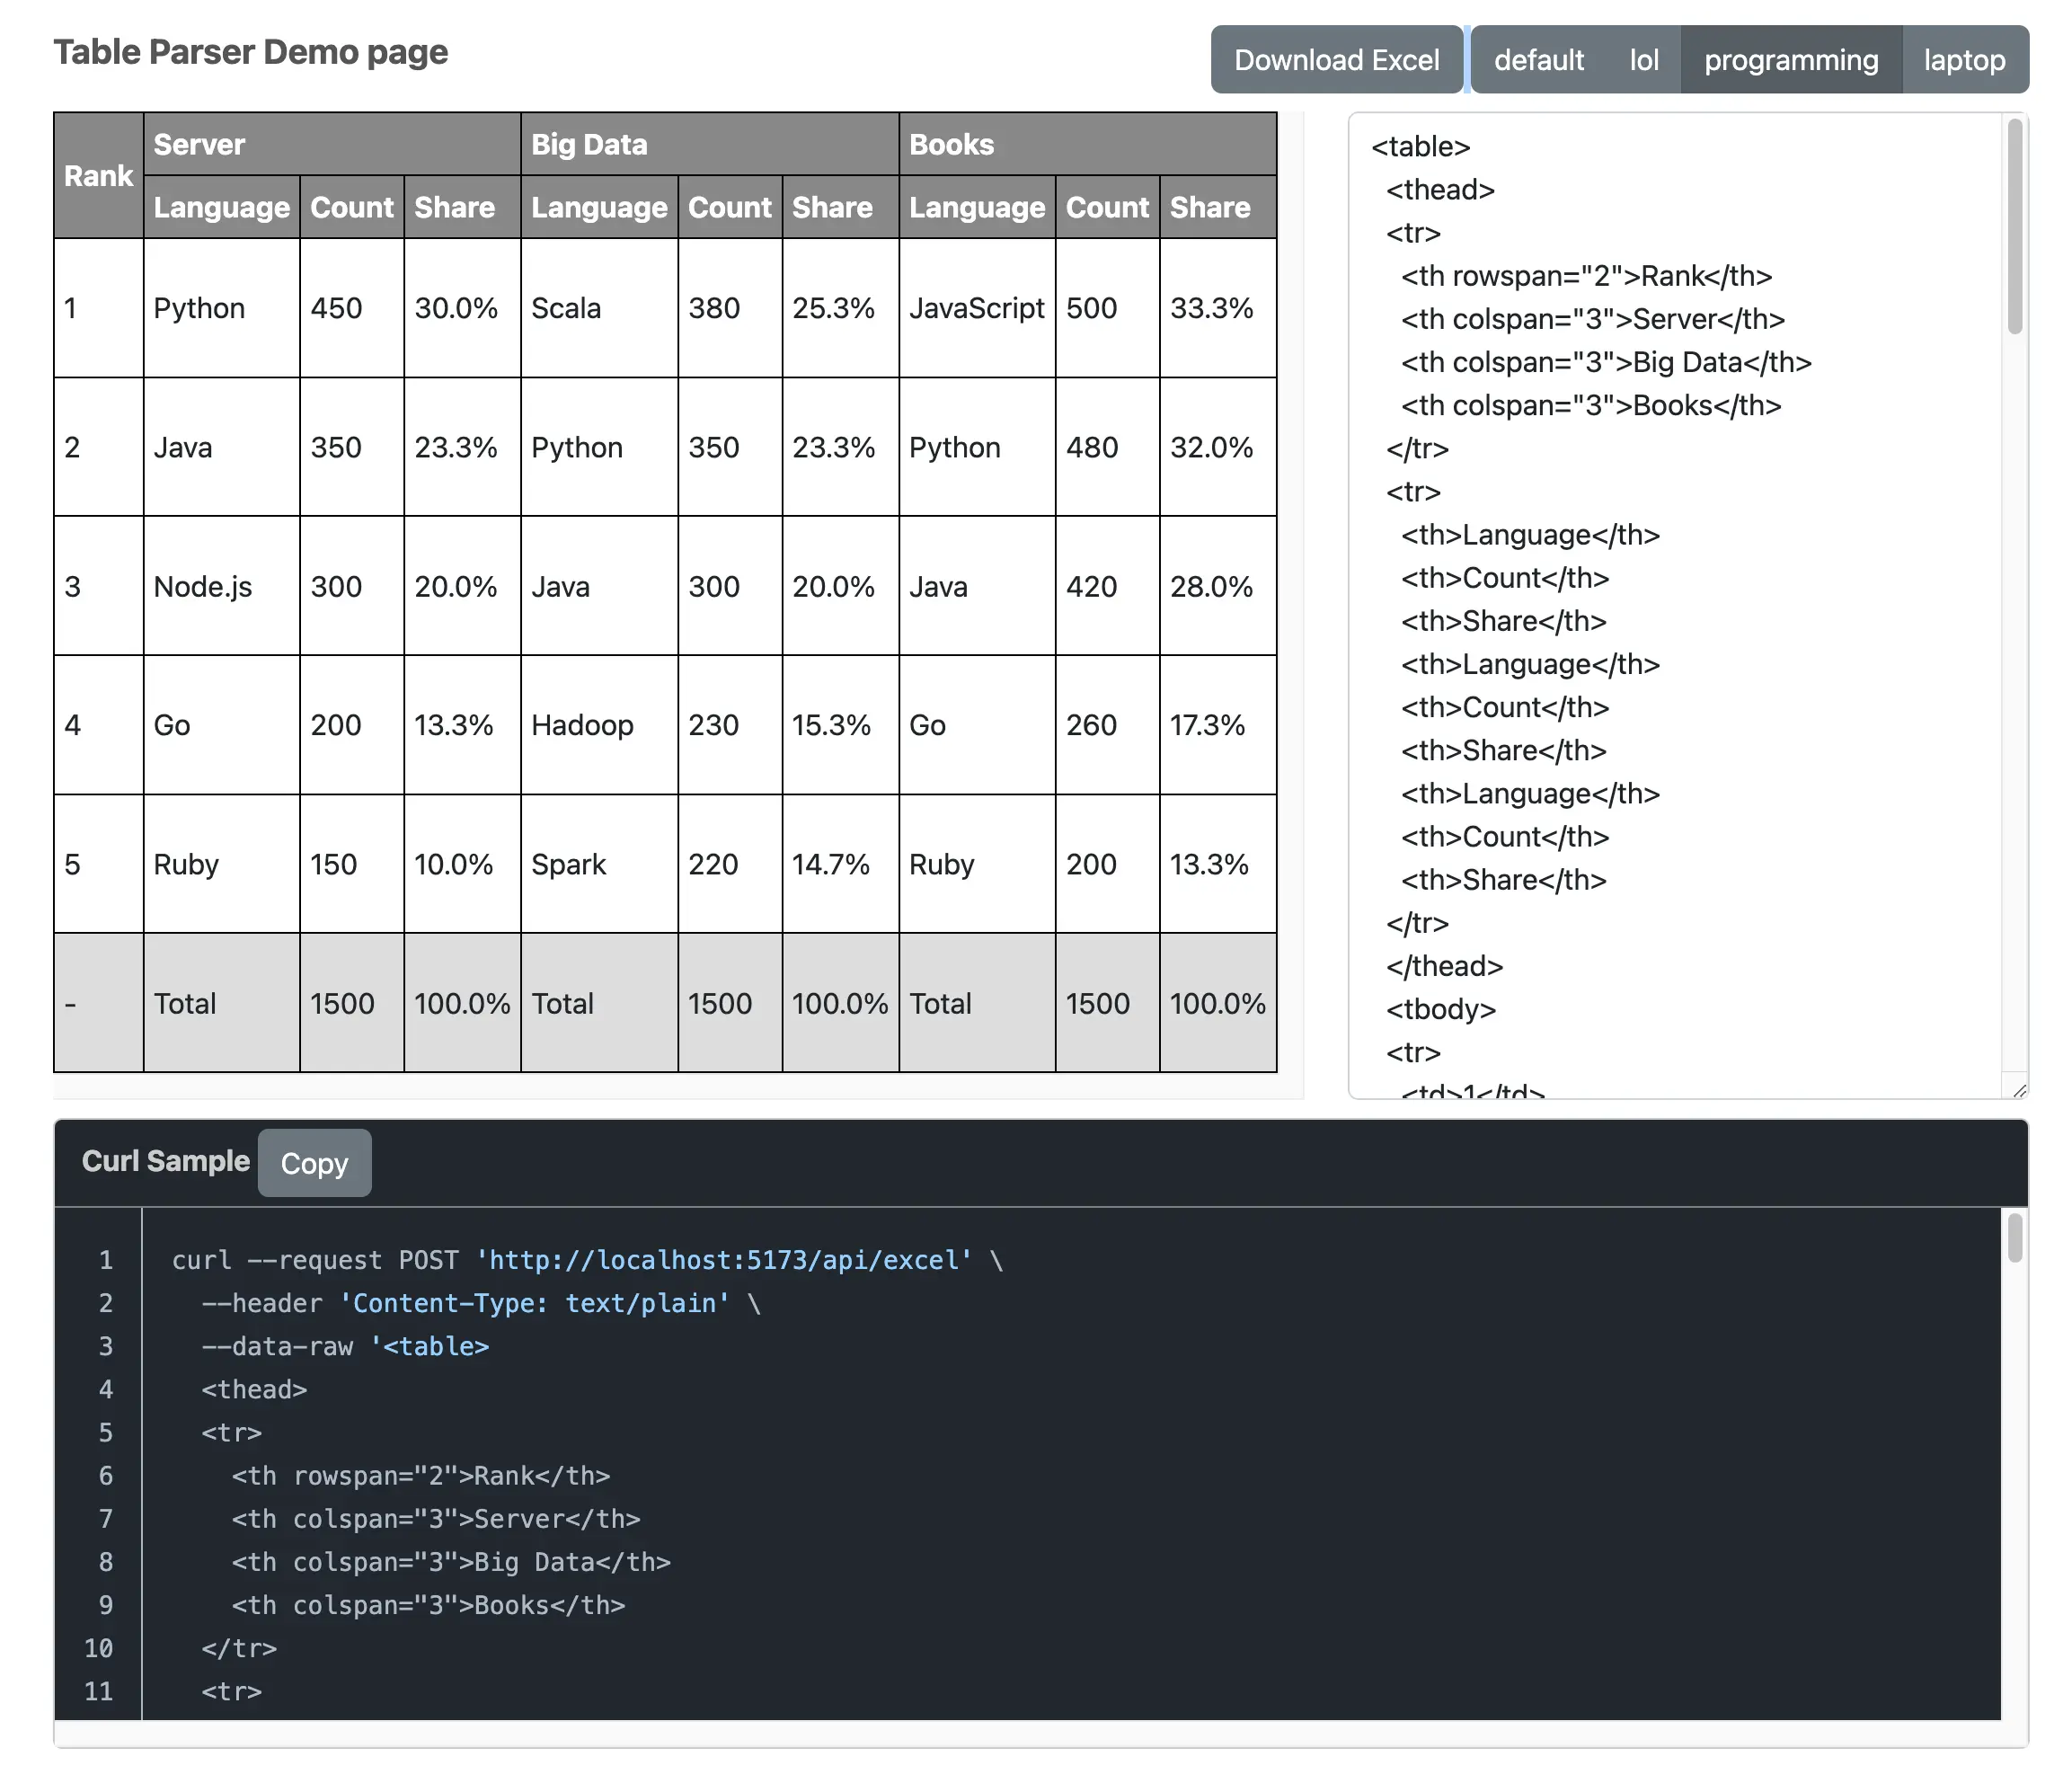 Table Parser Demo page
Download Excel default lol programming laptop
Rank Server Big Data Books
Language Count Share Language Count Share Language Count Share
1 Python 450 30.0% Scala 380 25.3% JavaScript 500 33.3%
2 Java 350 23.3% Python 350 23.3% Python 480 32.0%
3 Node.js 300 20.0% Java 300 20.0% Java 420 28.0%
4 Go 200 13.3% Hadoop 230 15.3% Go 260 17.3%
5 Ruby 150 10.0% Spark 220 14.7% Ruby 200 13.3%
- Total 1500 100.0% Total 1500 100.0% Total 1500 100.0%
<table>
<thead>
<tr>
<th rowspan="2">Rank</th>
<th colspan="3">Server</th>
<th colspan="3">Big Data</th>
<th colspan="3">Books</th>
</tr>
<tr>
<th>Language</th>
<th>Count</th>
<th>Share</th>
<th>Language</th>
<th>Count</th>
<th>Share</th>
<th>Language</th>
<th>Count</th>
<th>Share</th>
</tr>
</thead>
<tbody>
<tr>
<td>1</td>
Curl Sample Copy
1 curl --request POST 'http://localhost:5173/api/excel' \
2 --header 'Content-Type: text/plain' \
3 --data-raw '<table>
4 <thead>
5 <tr>
6 <th rowspan="2">Rank</th>
7 <th colspan="3">Server</th>
8 <th colspan="3">Big Data</th>
9 <th colspan="3">Books</th>
10 </tr>
11 <tr>